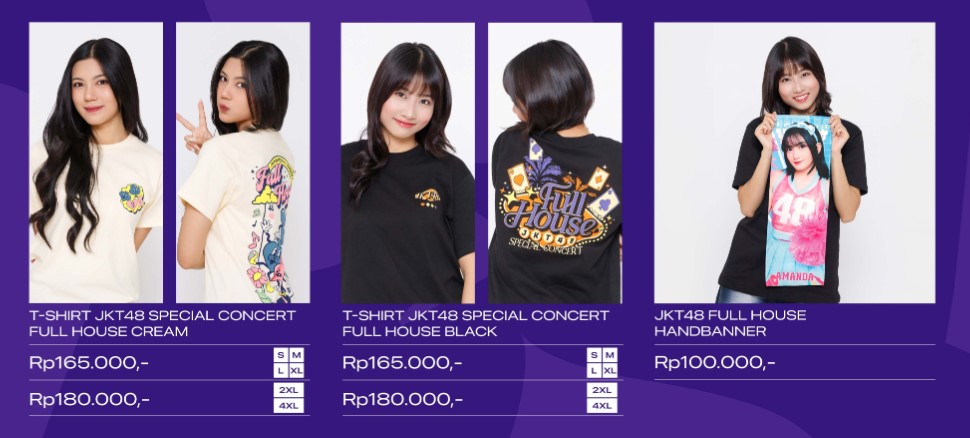 Full
House
JKT48
SPECIAL CONCERT
48
AMANDA
T-SHIRT JKT48 SPECIAL CONCERT
FULL HOUSE CREAM
Rp165.000,-
S M
L XL
Rp180.000,-
2XL
4XL
T-SHIRT JKT48 SPECIAL CONCERT
FULL HOUSE BLACK
Rp165.000,-
S M
L XL
Rp180.000,-
2XL
4XL
JKT48 FULL HOUSE
HANDBANNER
Rp100.000,-